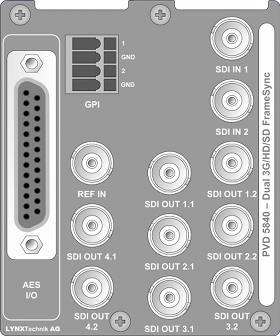 1
GND
2
GND
GPI
SDI IN 1
SDI IN 2
REF IN
SDI OUT 1.1
SDI OUT 1.2
SDI OUT 4.1
SDI OUT 2.1
SDI OUT 2.2
AES
I/O
SDI OUT
4.2
SDI OUT 3.1
SDI OUT
3.2
LYNXTechnik AG
PVD 5840 – Dual 3G/HD/SD FrameSync